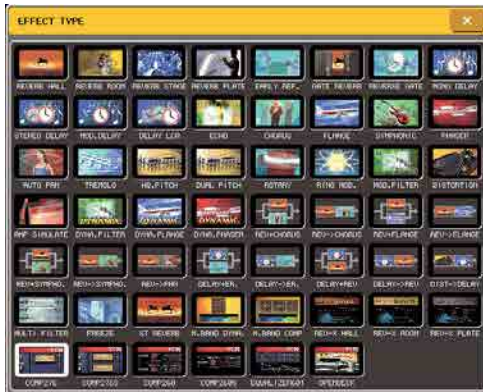 EFFECT TYPE
REVERB HALL REVERB ROOM REVERB STAGE REVERB PLATE EARLY REF. GATE REVERB REVERSE GATE MONO DELAY
STEREO DELAY MOD.DELAY DELAY LCR ECHO CHORUS FLANGE SYMPHONIC PHASER
AUTO PAN TREMOLO HQ.PITCH DUAL PITCH ROTARY RING MOD. MOD.FILTER DISTORTION
AMP SIMULATE DYNA.FILTER DYNA.FLANGE DYNA.PHASER REV+CHORUS REV->CHORUS REV+FLANGE REV->FLANGE
REV+SYMPHO. REV->SYMPHO. REV->PAN DELAY+ER. DELAY->ER. DELAY+REV DELAY->REV DIST->DELAY
MULTI FILTER FREEZE ST REVERB M.BAND DYNA. M.BAND COMP REV-X HALL REV-X ROOM REV-X PLATE
COMP276 COMP276S COMP260 COMP260S EQUALIZER601 OPENDECK